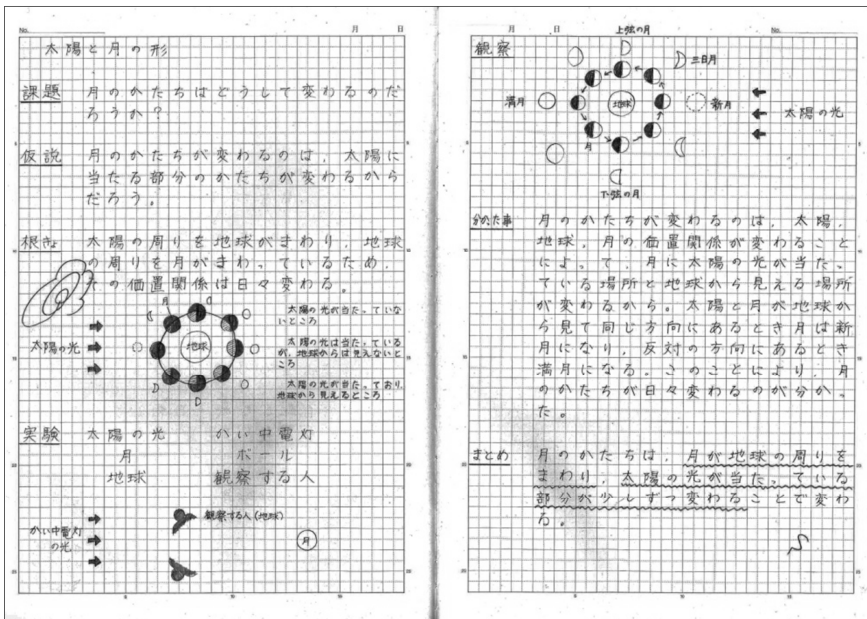 No.
月 日
太陽と月の形
課題 月のかたちはどうして変わるのだ
ろうか？
仮説 月のかたちが変わるのは，太陽に
当たる部分のかたちが変わるから
だろう。
根きょ 太陽の周りを地球がまわり，地球
の周りを月がまわっているため，
その価置関係は日々変わる。
月
太陽の光
地球
太陽の光が当たっていな
いところ
太陽の光は当たっている
が，地球からは見えないと
ころ
太陽の光が当たっており，
地球から見えるところ
実験 太陽の光 かい中電灯
月 ボール
地球 観察する人
かい中電灯
の光
観察する人(地球)
月
月 日
No.
観察
上弦の月
三日月
満月
地球
新月
太陽の光
月
下弦の月
分かった事 月のかたちが変わるのは，太陽，
地球，月の価置関係が変わること
によって，月に太陽の光が当たっ
ている場所と地球から見える場所
が変わるから。太陽と月が地球か
ら見て同じ方向にあるとき月は新
月になり，反対の方向にあるとき
満月になる。このことにより，月
のかたちが日々変わるのが分かっ
た。
まとめ 月のかたちは，月が地球の周りを
まわり，太陽の光が当たっている
部分が少しずつ変わることで変わ
る。